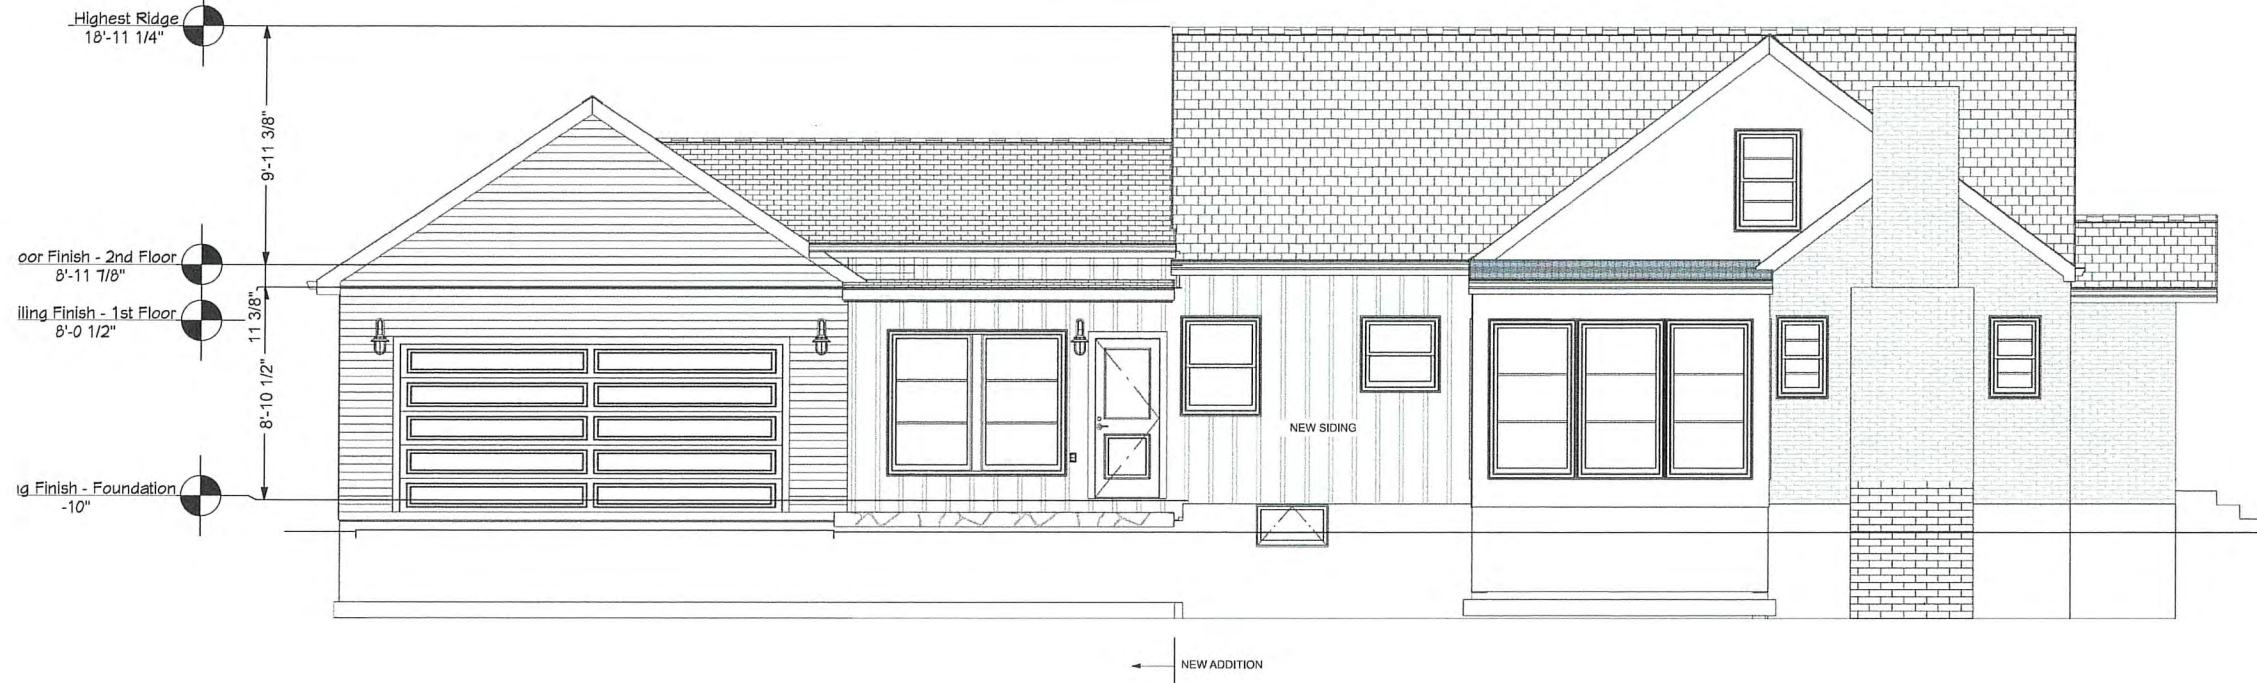 Highest Ridge
18'-11 1/4"
9'-11 3/8"
oor Finish - 2nd Floor
8'-11 7/8"
11 3/8"
iling Finish - 1st Floor
8'-0 1/2"
8'-10 1/2"
NEW SIDING
g Finish - Foundation
-10"
NEW ADDITION